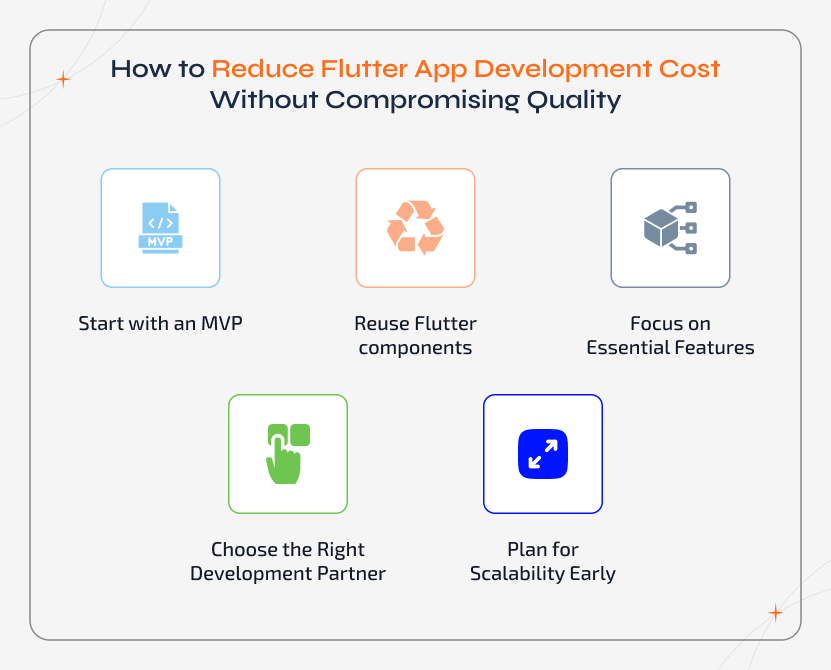 How to Reduce Flutter App Development Cost
Without Compromising Quality
</>
MVP
Start with an MVP
Reuse Flutter
components
Focus on
Essential Features
Choose the Right
Development Partner
Plan for
Scalability Early